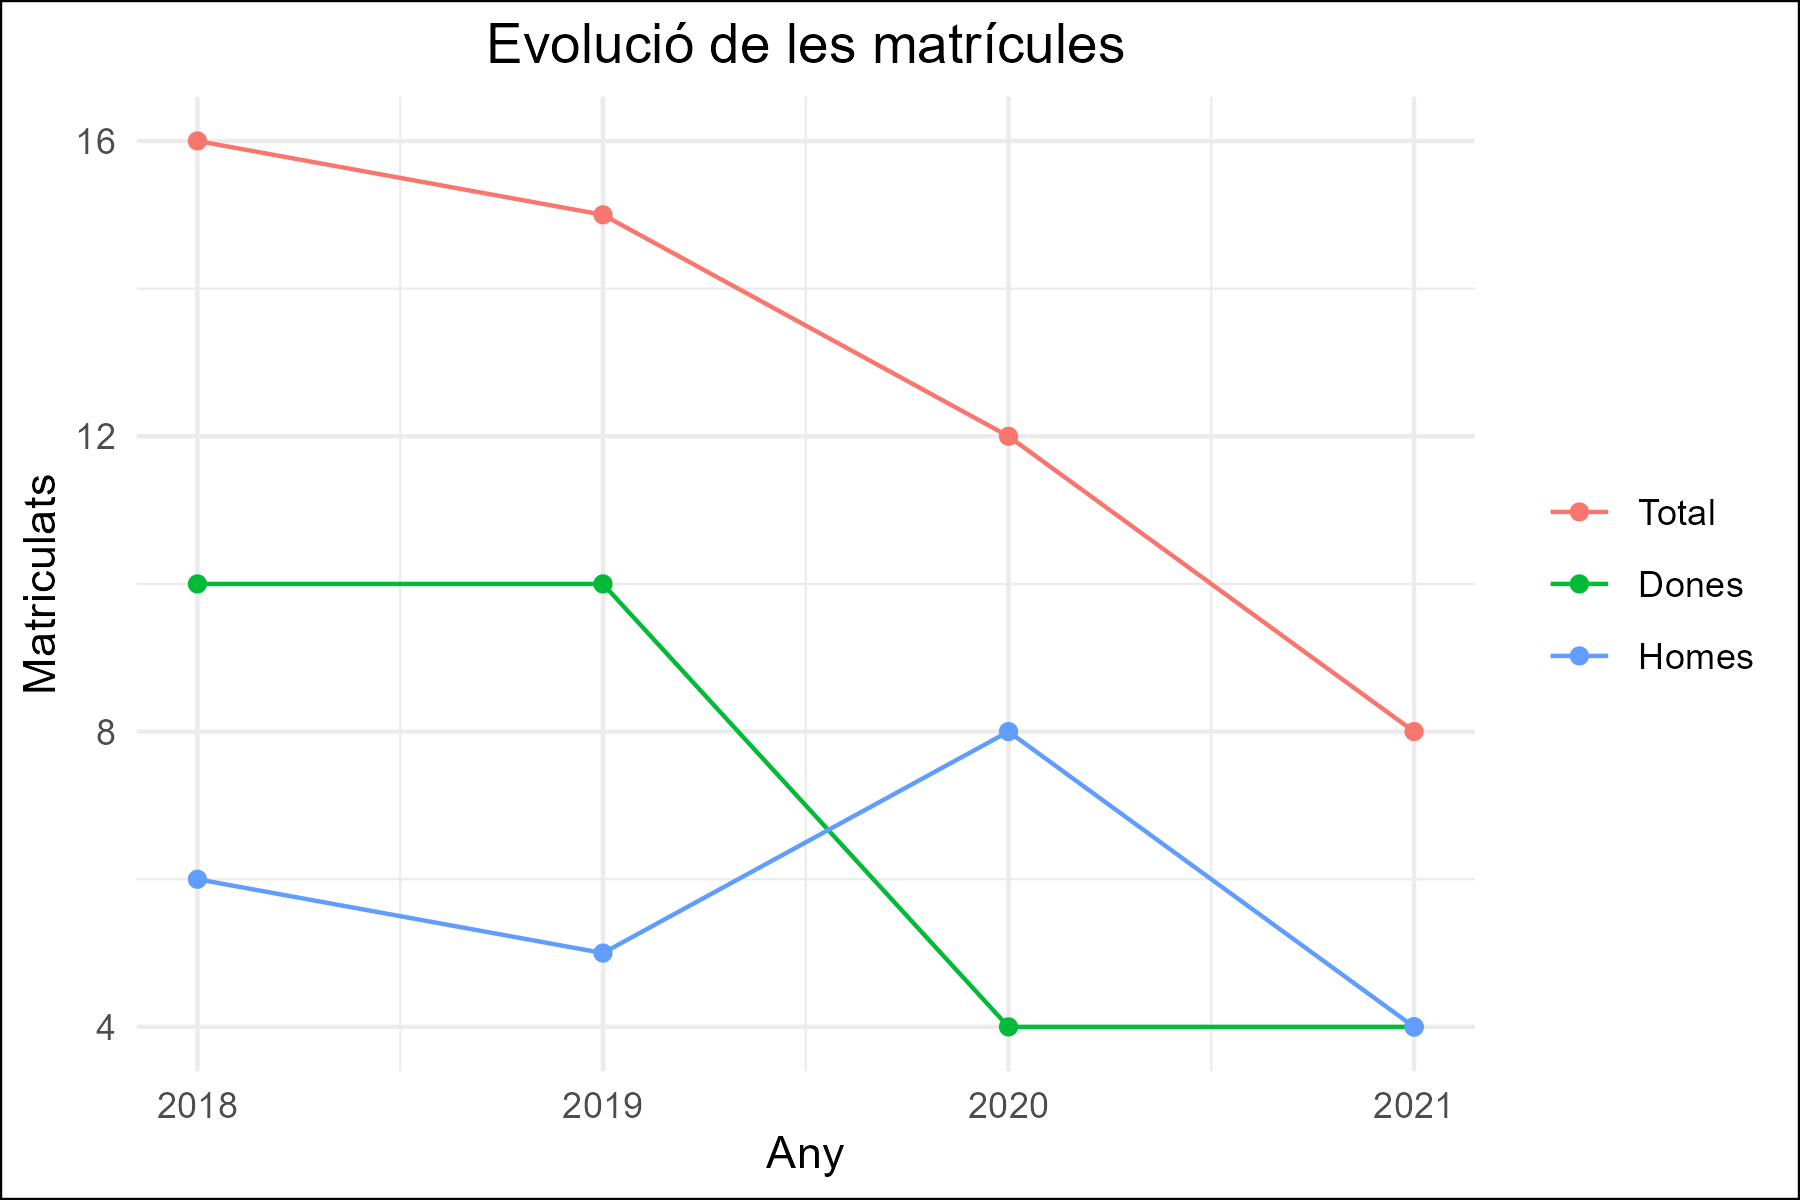 Evolució de les matrícules
16
12
8
4
Matriculats
2018 2019 2020 2021
Any
Total
Dones
Homes